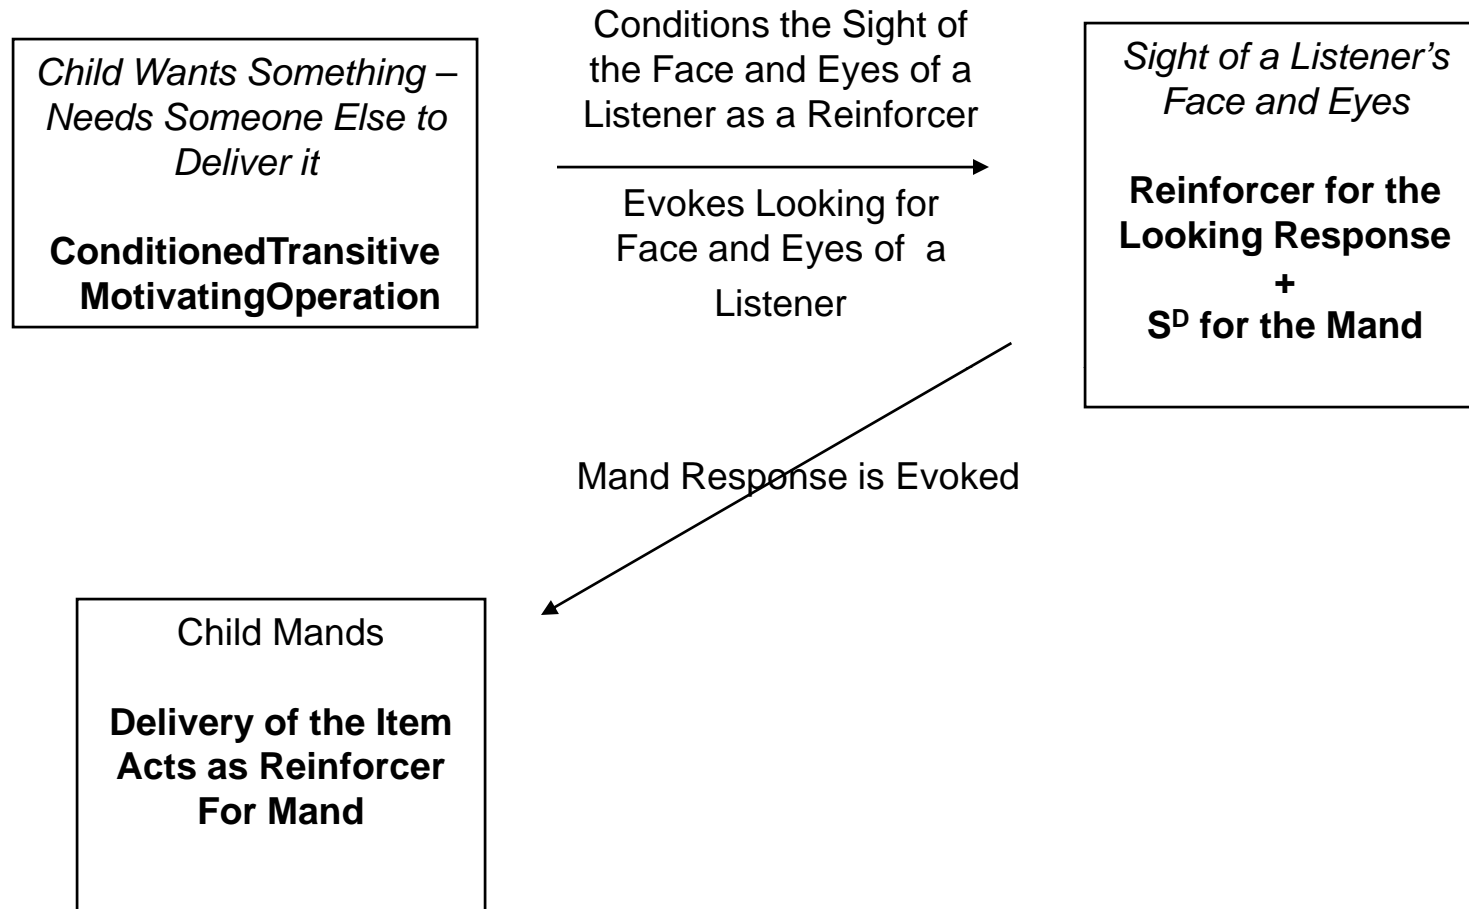 Child Wants Something –
Needs Someone Else to
Deliver it
ConditionedTransitive
MotivatingOperation
Conditions the Sight of
the Face and Eyes of a
Listener as a Reinforcer
Evokes Looking for
Face and Eyes of a
Listener
Sight of a Listener's
Face and Eyes
Reinforcer for the
Looking Response
+
Sᴰ for the Mand
Mand Response is Evoked
Child Mands
Delivery of the Item
Acts as Reinforcer
For Mand